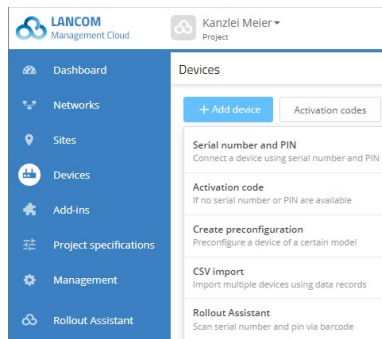 LANCOM
Management Cloud
Kanzlei Meier
Project
Dashboard
Networks
Sites
Devices
Add-ins
Project specifications
Management
Rollout Assistant
Devices
+ Add device
Activation codes
Serial number and PIN
Connect a device using serial number and PIN
Activation code
If no serial number or PIN are available
Create preconfiguration
Preconfigure a device of a certain model
CSV import
Import multiple devices using data records
Rollout Assistant
Scan serial number and pin via barcode